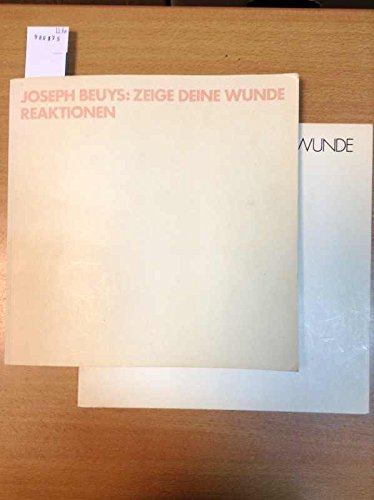 JOSEPH BEUYS: ZEIGE DEINE WUNDE
REAKTIONEN
WUNDE